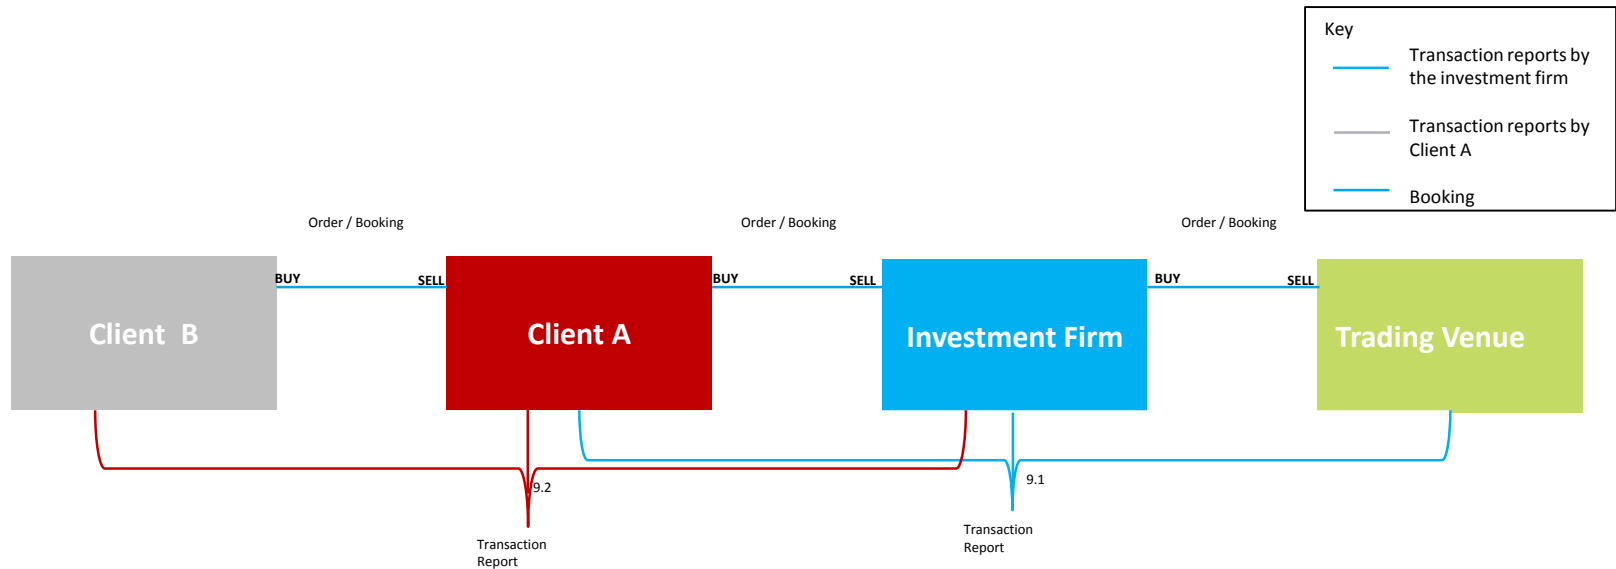 Key
Transaction reports by
the investment firm
Transaction reports by
Client A
Booking
Order / Booking
Order / Booking
Order / Booking
BUY
SELL
BUY
SELL
BUY
SELL
Client  B
Client A
Investment Firm
Trading Venue
9.2
9.1
Transaction
Report
Transaction
Report